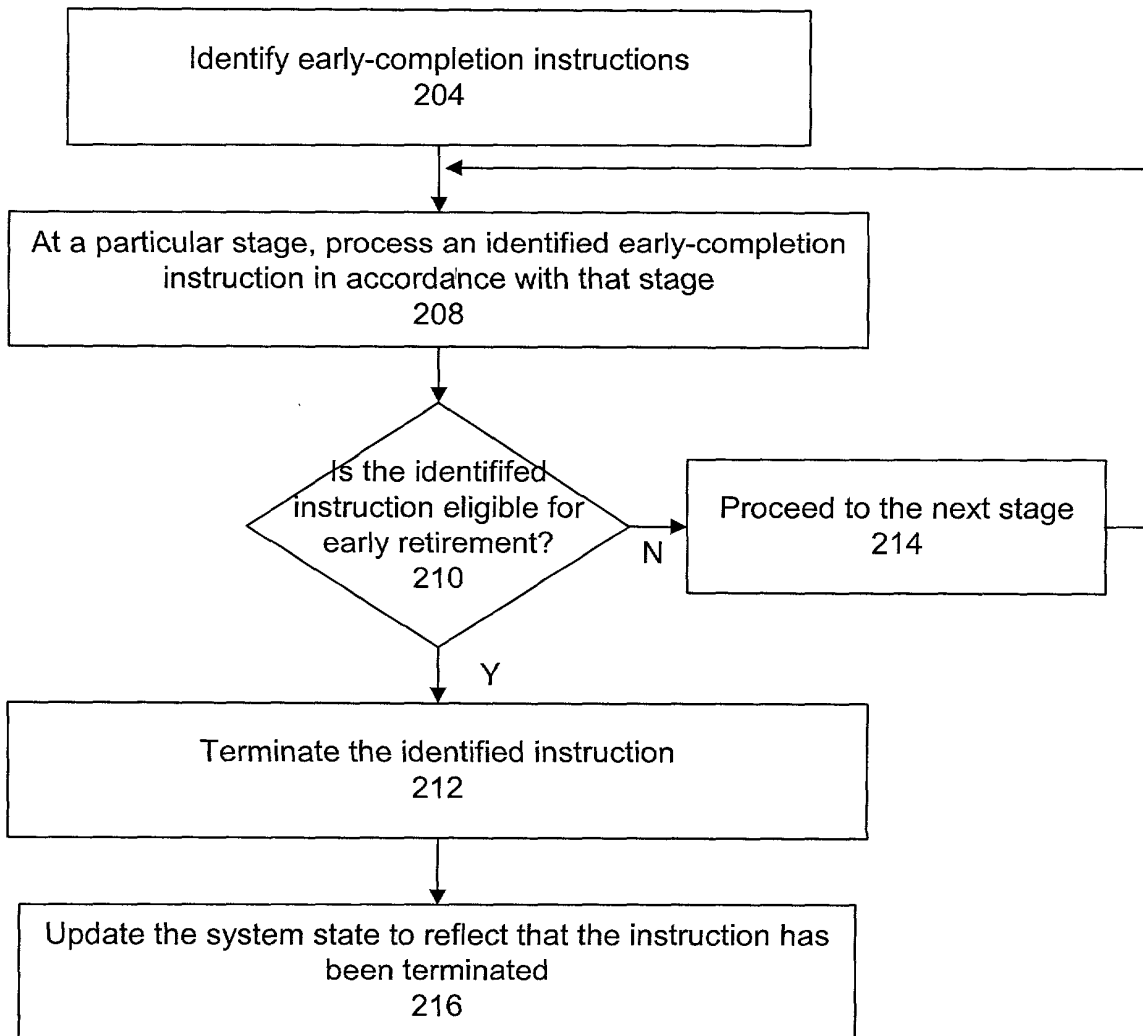 Identify early-completion instructions
204
At a particular stage, process an identified early-completion
instruction in accordance with that stage
208
Is the identififed
instruction eligible for
early retirement?
210
N
Proceed to the next stage
214
Y
Terminate the identified instruction
212
Update the system state to reflect that the instruction has
been terminated
216